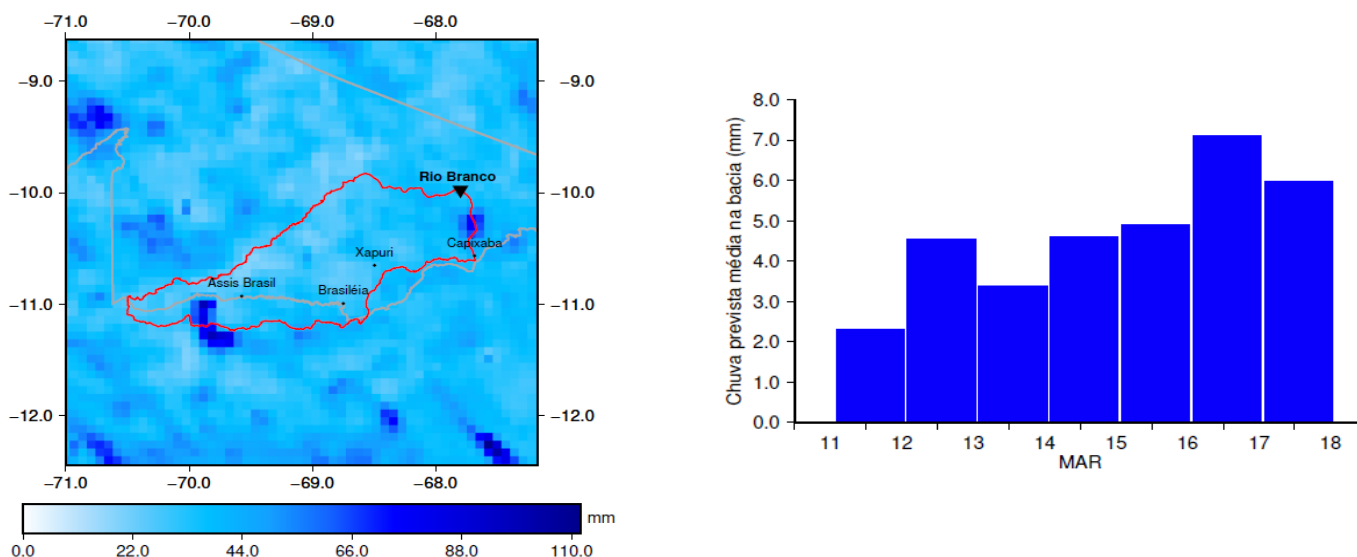 −71.0 −70.0 −69.0 −68.0
−9.0 −9.0
−10.0 −10.0
Rio Branco
Capixaba
Xapuri
Assis Brasil
Brasiléia
−11.0 −11.0
−12.0 −12.0
−71.0 −70.0 −69.0 −68.0
mm
0.0 22.0 44.0 66.0 88.0 110.0
Chuva prevista média na bacia (mm)
8.0
7.0
6.0
5.0
4.0
3.0
2.0
1.0
0.0
11 12 13 14 15 16 17 18
MAR